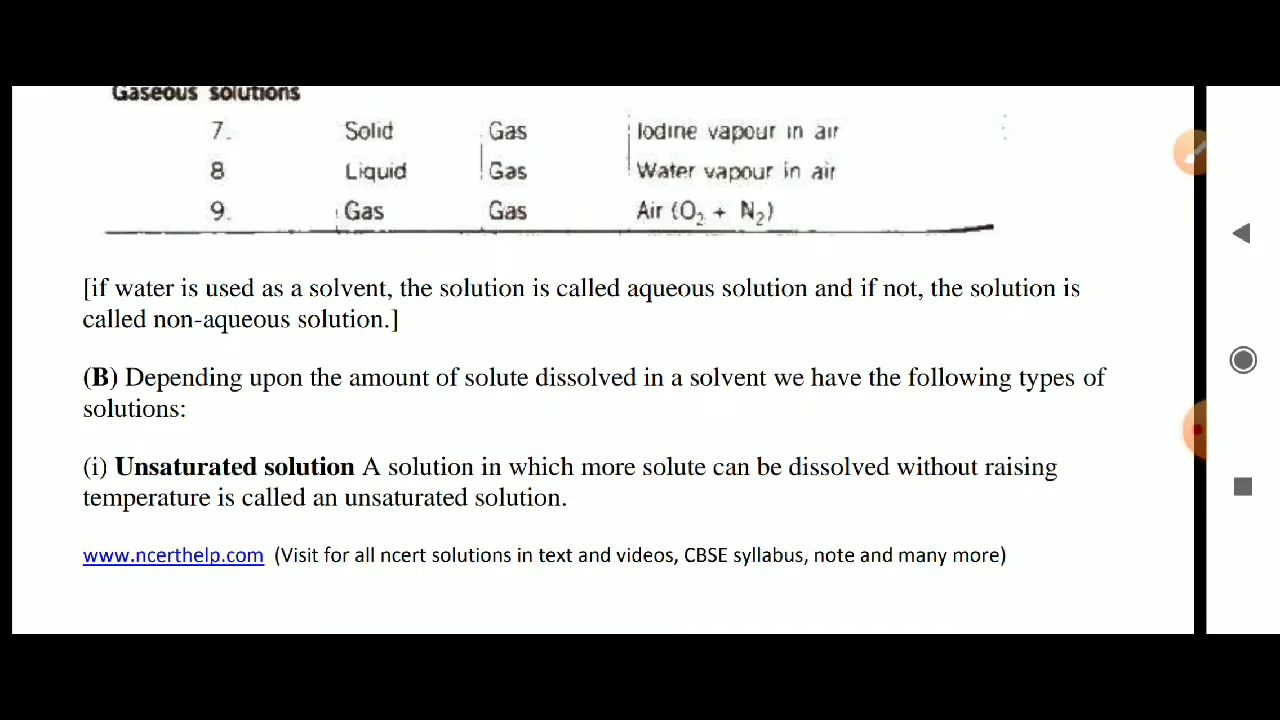 Gaseous solutions
7. Solid Gas Iodine vapour in air
8 Liquid Gas Water vapour in air
9. Gas Gas Air (O₂ + N₂)
[if water is used as a solvent, the solution is called aqueous solution and if not, the solution is
called non-aqueous solution.]
(B) Depending upon the amount of solute dissolved in a solvent we have the following types of
solutions:
(i) Unsaturated solution A solution in which more solute can be dissolved without raising
temperature is called an unsaturated solution.
www.ncerthelp.com (Visit for all ncert solutions in text and videos, CBSE syllabus, note and many more)